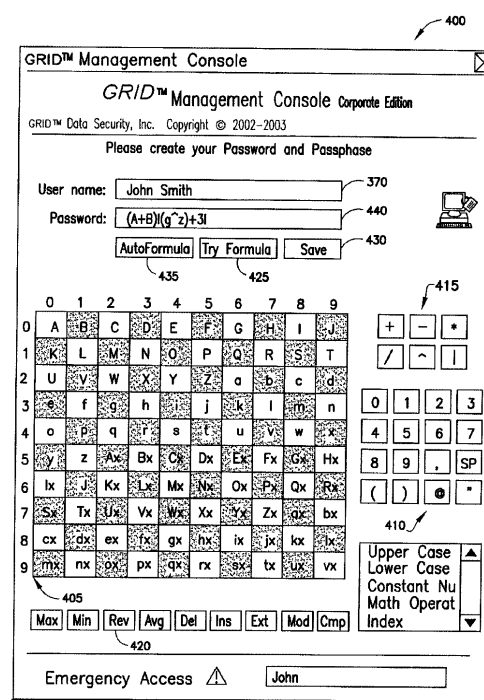 400
GRID™ Management Console
GRID™ Management Console Corporate Edition
GRID™ Data Security, Inc. Copyright © 2002-2003
Please create your Password and Passphase
User name: John Smith 370
Password: (A+B)!(g^z)+3! 440
AutoFormula Try Formula Save 430
435 425
415
0 1 2 3 4 5 6 7 8 9
0 A B C D E F G H I J
1 K L M N O P Q R S T
2 U V W X Y Z a b c d
3 e f g h i j k l m n
4 o p q r s t u v w x
5 y z Ax Bx Cx Dx Ex Fx Gx Hx
6 Ix J Kx Lx Mx Nx Ox Px Qx Rx
7 Sx Tx Ux Vx Wx Xx Yx Zx ax bx
8 cx dx ex fx gx hx ix jx kx lx
9 mx nx ox px qx rx sx tx ux vx
+ - *
/ ^ |
0 1 2 3
4 5 6 7
8 9 , SP
( ) @ "
410
405
Upper Case
Lower Case
Constant Nu
Math Operat
Index
Max Min Rev Avg Del Ins Ext Mod Cmp
420
Emergency Access John